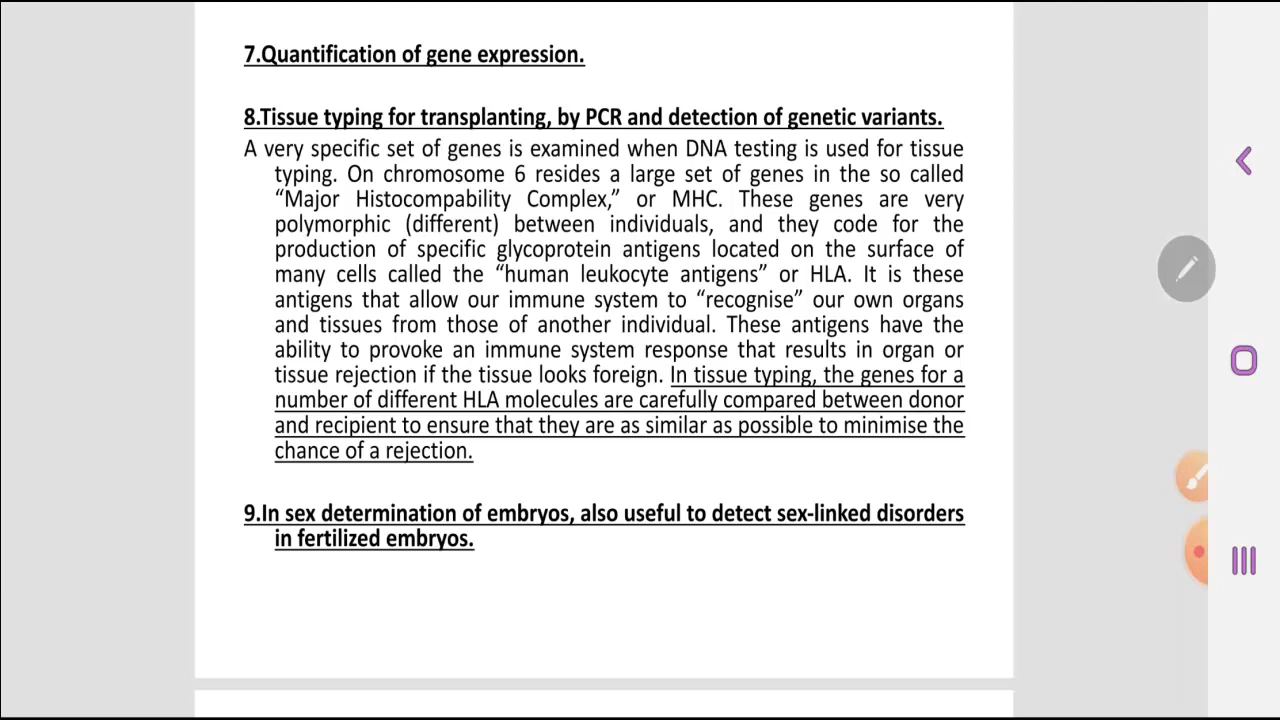 7.Quantification of gene expression.
8.Tissue typing for transplanting, by PCR and detection of genetic variants.
A very specific set of genes is examined when DNA testing is used for tissue
typing. On chromosome 6 resides a large set of genes in the so called
“Major Histocompability Complex,” or MHC. These genes are very
polymorphic (different) between individuals, and they code for the
production of specific glycoprotein antigens located on the surface of
many cells called the “human leukocyte antigens” or HLA. It is these
antigens that allow our immune system to “recognise” our own organs
and tissues from those of another individual. These antigens have the
ability to provoke an immune system response that results in organ or
tissue rejection if the tissue looks foreign. In tissue typing, the genes for a
number of different HLA molecules are carefully compared between donor
and recipient to ensure that they are as similar as possible to minimise the
chance of a rejection.
9.In sex determination of embryos, also useful to detect sex-linked disorders
in fertilized embryos.